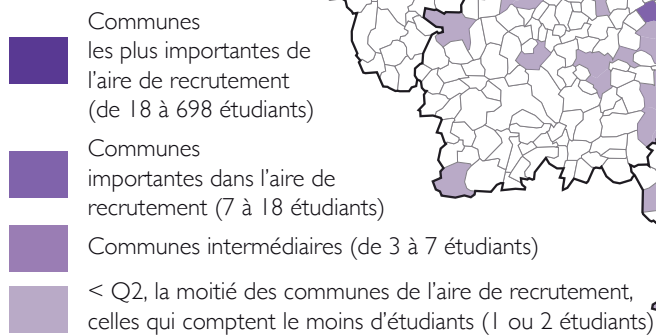 Communes
les plus importantes de
l'aire de recrutement
(de 18 à 698 étudiants)
Communes
importantes dans l'aire de
recrutement (7 à 18 étudiants)
Communes intermédiaires (de 3 à 7 étudiants)
< Q2, la moitié des communes de l'aire de recrutement,
celles qui comptent le moins d'étudiants (1 ou 2 étudiants)